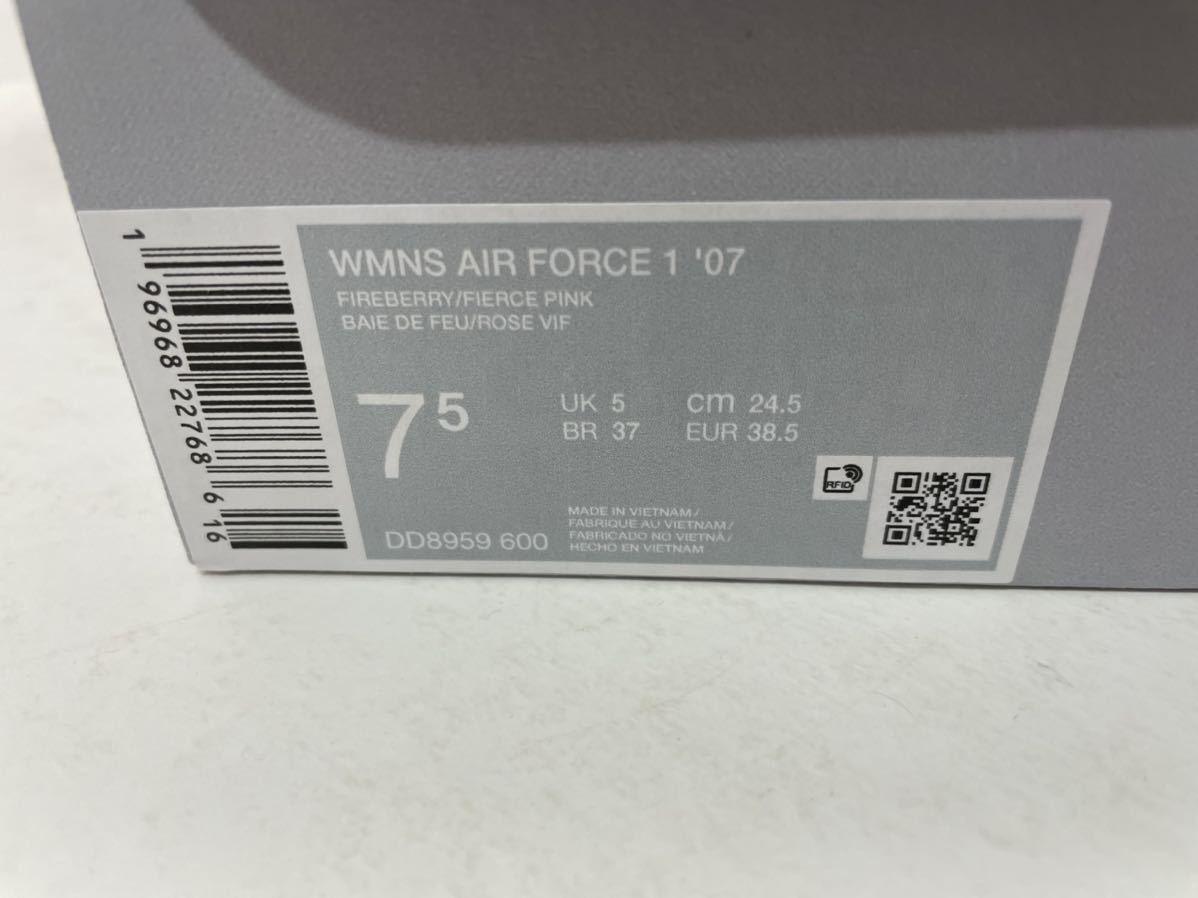 WMNS AIR FORCE 1 '07
FIREBERRY/FIERCE PINK
BAIE DE FEU/ROSE VIF
7 5
UK 5 cm 24.5
BR 37 EUR 38.5
RFID
MADE IN VIETNAM/
FABRIQUE AU VIETNAM/
FABRICADO NO VIETNÃ/
HECHO EN VIETNAM
DD8959 600
1 96968 22768 6 16